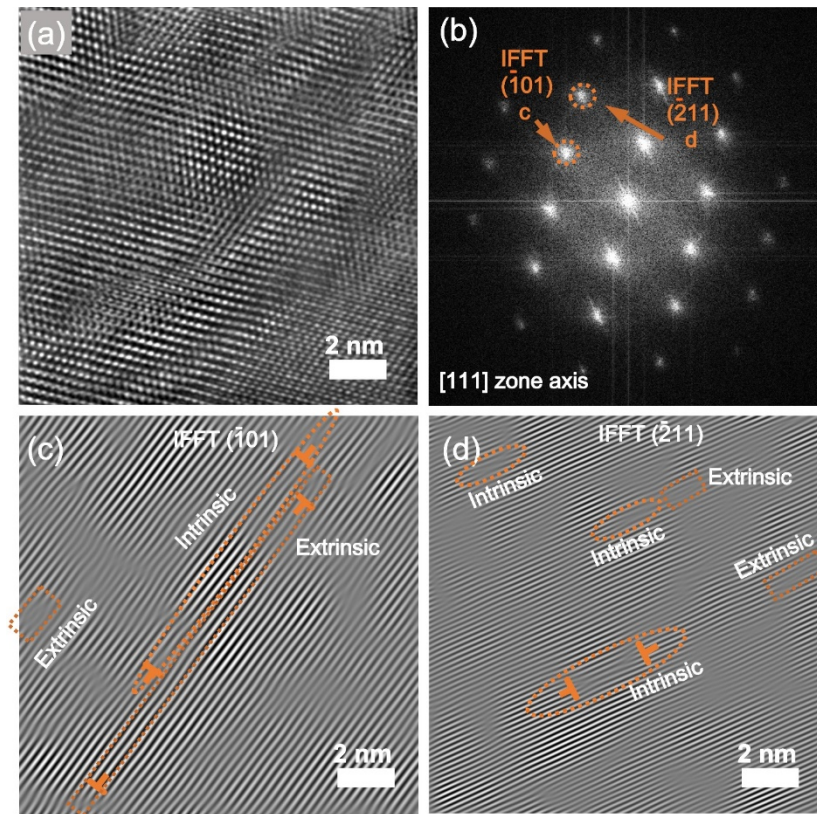 (a)
2 nm
(b)
IFFT
(1̄01)
c
IFFT
(2̄11)
d
[111] zone axis
(c)
IFFT (1̄01)
Intrinsic
Extrinsic
Extrinsic
2 nm
(d)
IFFT (2̄11)
Intrinsic
Extrinsic
Intrinsic
Extrinsic
Intrinsic
2 nm